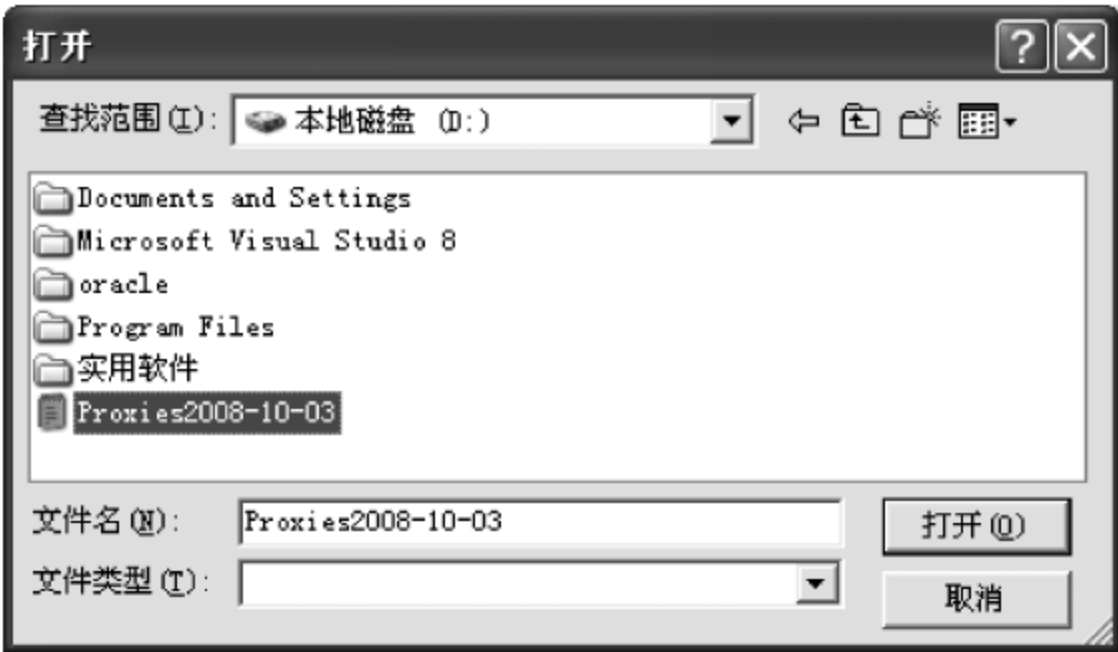 打开
查找范围(I): 本地磁盘 (D:)
Documents and Settings
Microsoft Visual Studio 8
oracle
Program Files
实用软件
Proxies2008-10-03
文件名(N): Proxies2008-10-03 打开(O)
文件类型(T): 取消